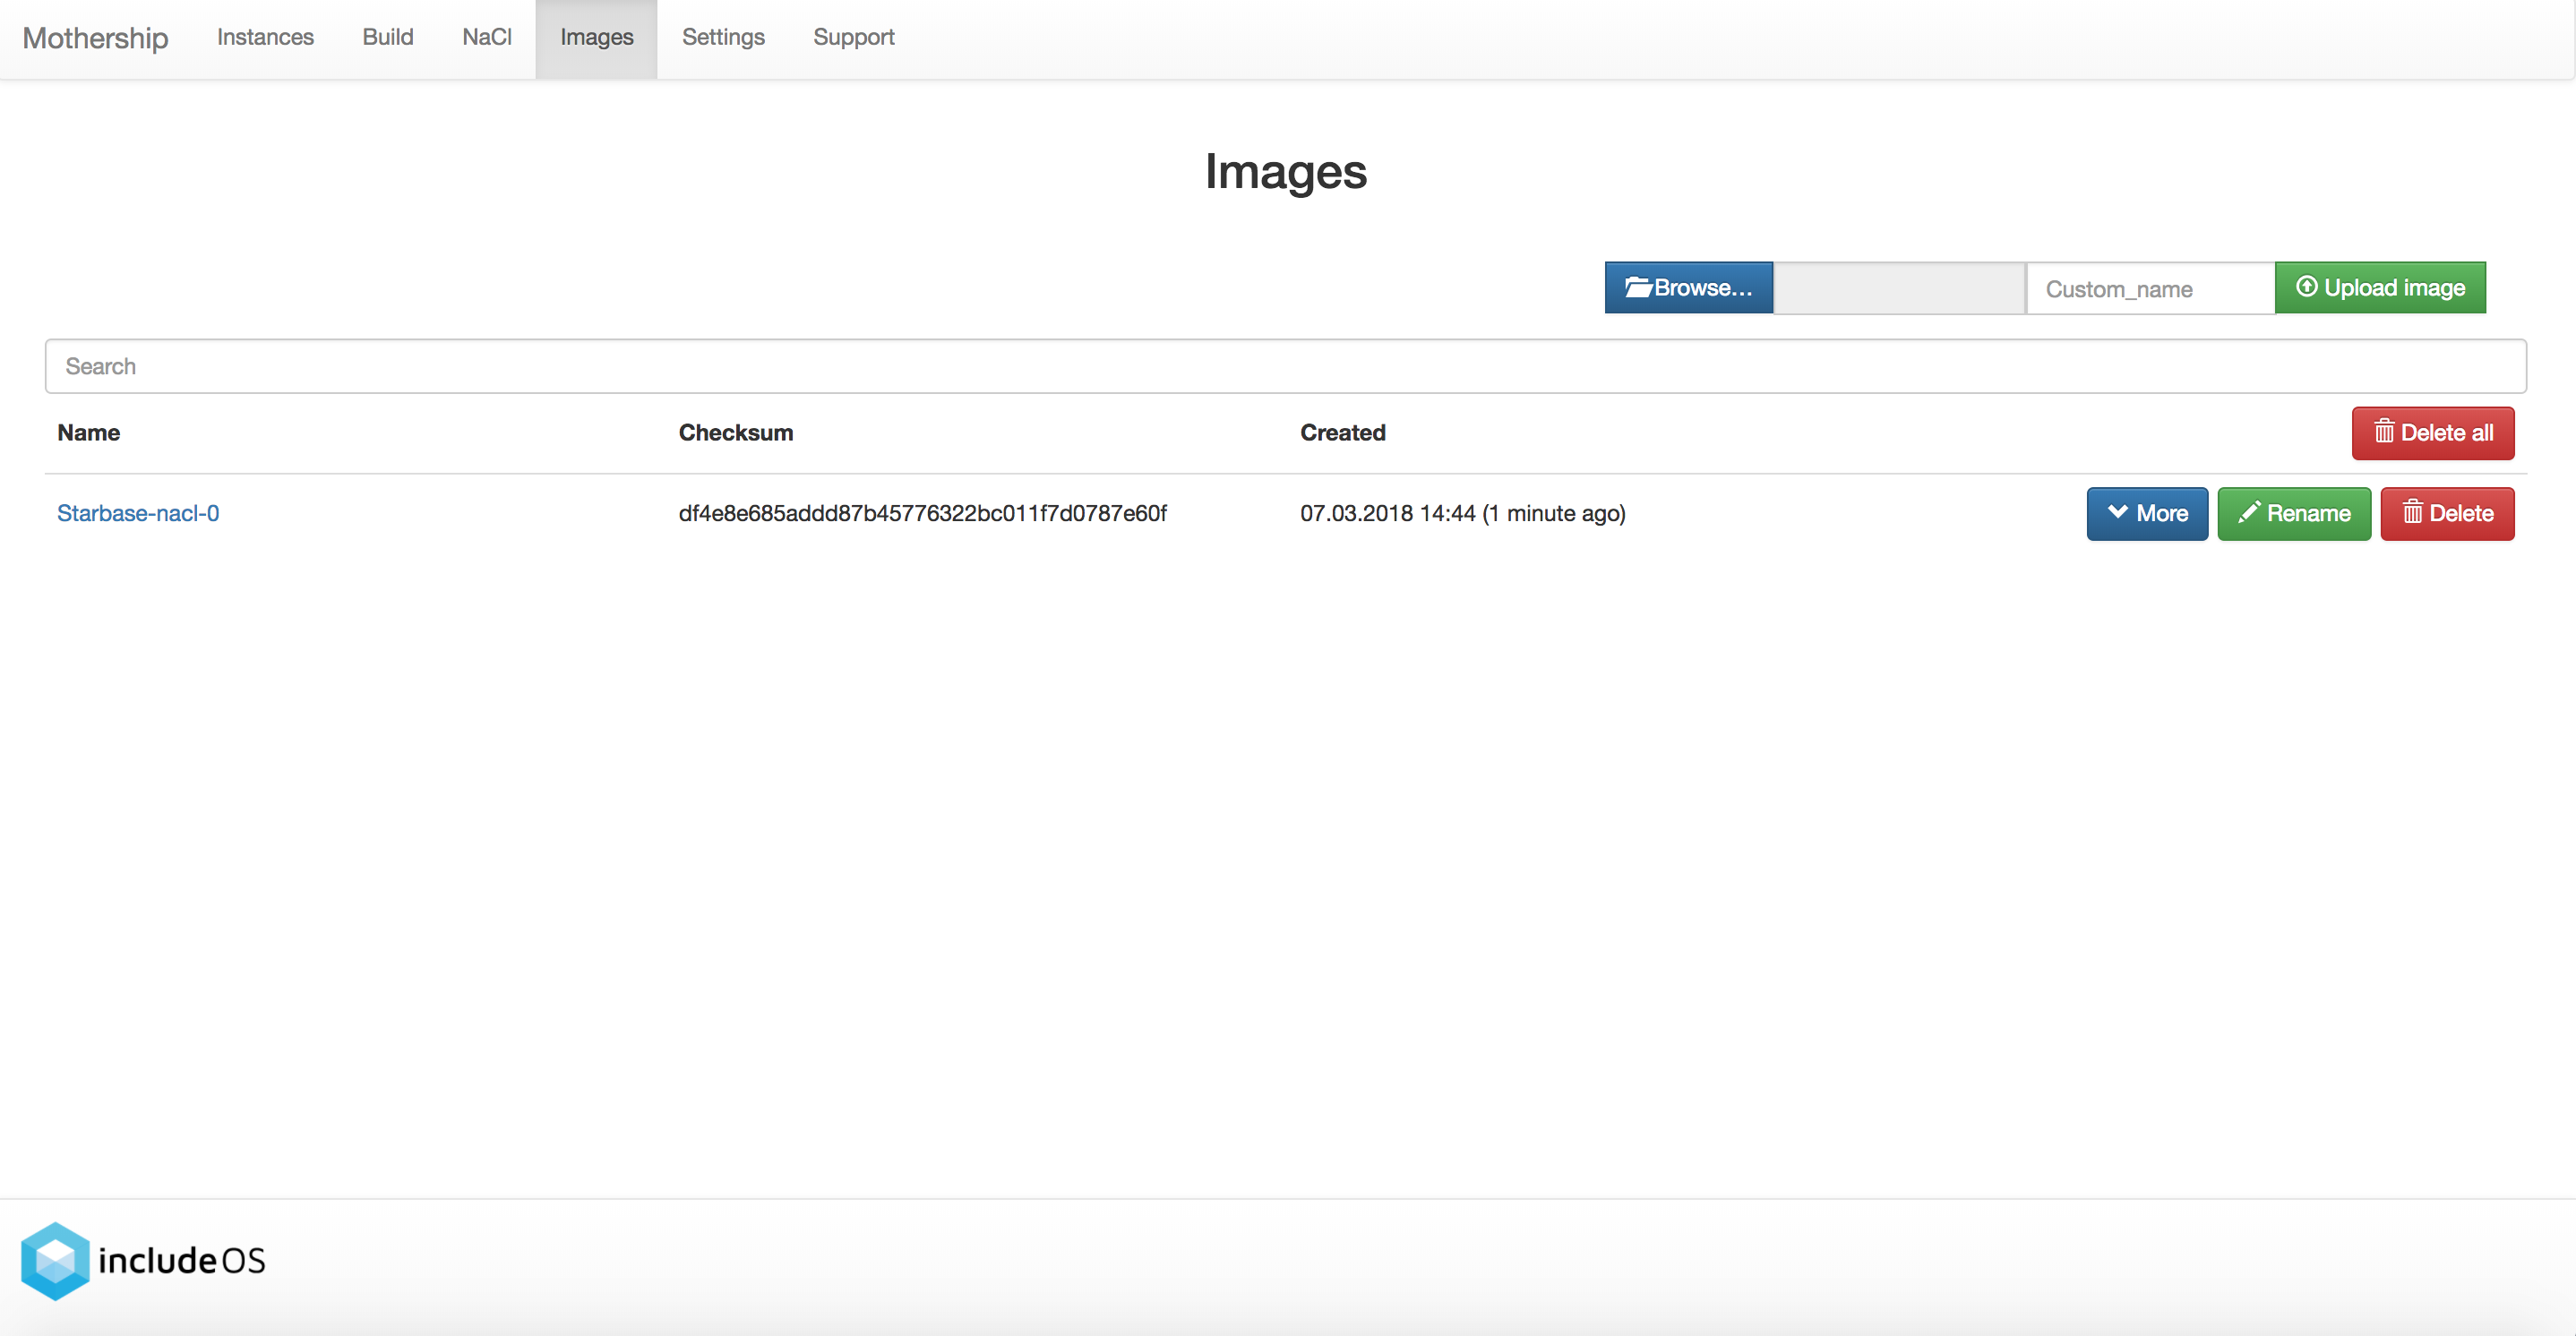 Mothership Instances Build NaCl Images Settings Support
Images
Browse... Custom_name Upload image
Search
Name Checksum Created Delete all
Starbase-nacl-0 df4e8e685addd87b45776322bc011f7d0787e60f 07.03.2018 14:44 (1 minute ago) More Rename Delete
includeOS